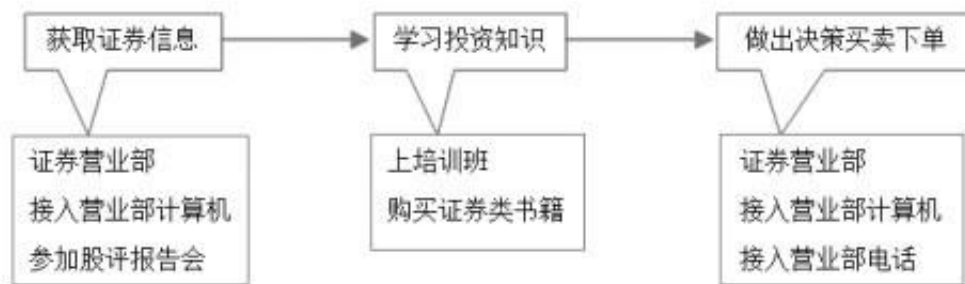 获取证券信息
学习投资知识
做出决策买卖下单
证券营业部
接入营业部计算机
参加股评报告会
上培训班
购买证券类书籍
证券营业部
接入营业部计算机
接入营业部电话